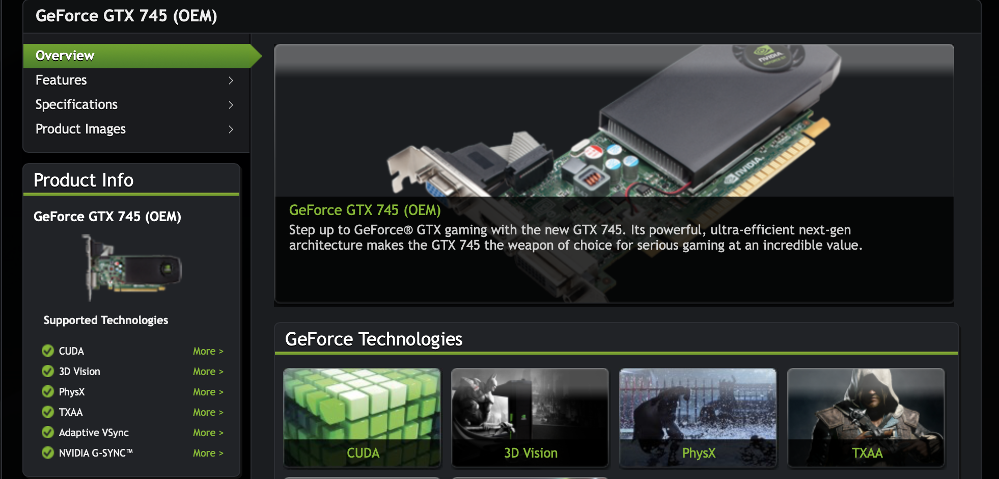 GeForce GTX 745 (OEM)
Overview
Features
Specifications
Product Images
Product Info
GeForce GTX 745 (OEM)
Supported Technologies
CUDA More >
3D Vision More >
PhysX More >
TXAA More >
Adaptive VSync More >
NVIDIA G-SYNC™ More >
NVIDIA
NVIDIA
GeForce GTX 745 (OEM)
Step up to GeForce® GTX gaming with the new GTX 745. Its powerful, ultra-efficient next-gen
architecture makes the GTX 745 the weapon of choice for serious gaming at an incredible value.
GeForce Technologies
CUDA
3D Vision
PhysX
TXAA